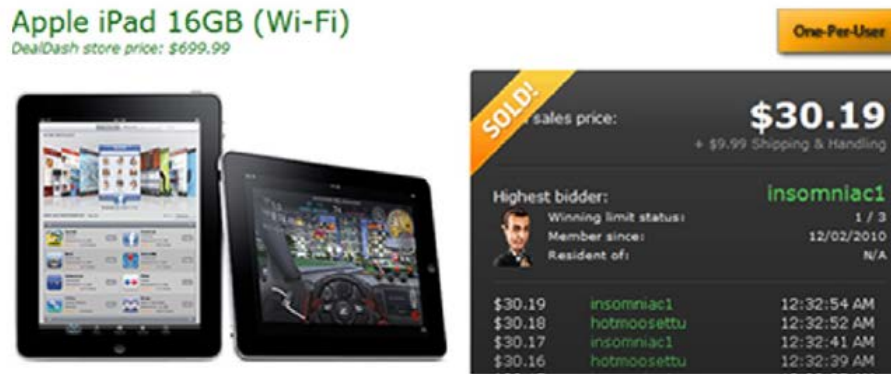 Apple iPad 16GB (Wi-Fi)
DealDash store price: $699.99
One-Per-User
SOLD!
sales price:
$30.19
+ $9.99 Shipping & Handling
Highest bidder:
insomniac1
Winning limit status: 1 / 3
Member since: 12/02/2010
Resident of: N/A
$30.19 insomniac1 12:32:54 AM
$30.18 hotmoosettu 12:32:52 AM
$30.17 insomniac1 12:32:41 AM
$30.16 hotmoosettu 12:32:39 AM